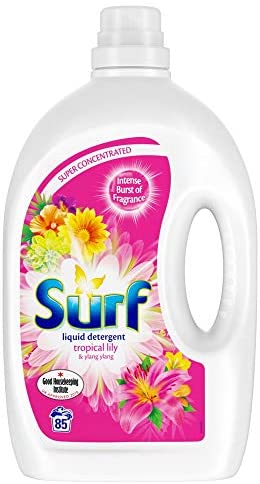 SUPER CONCENTRATED
Intense
Burst of
Fragrance
Surf
liquid detergent
tropical lily
& ylang ylang
Good Housekeeping
Institute
85